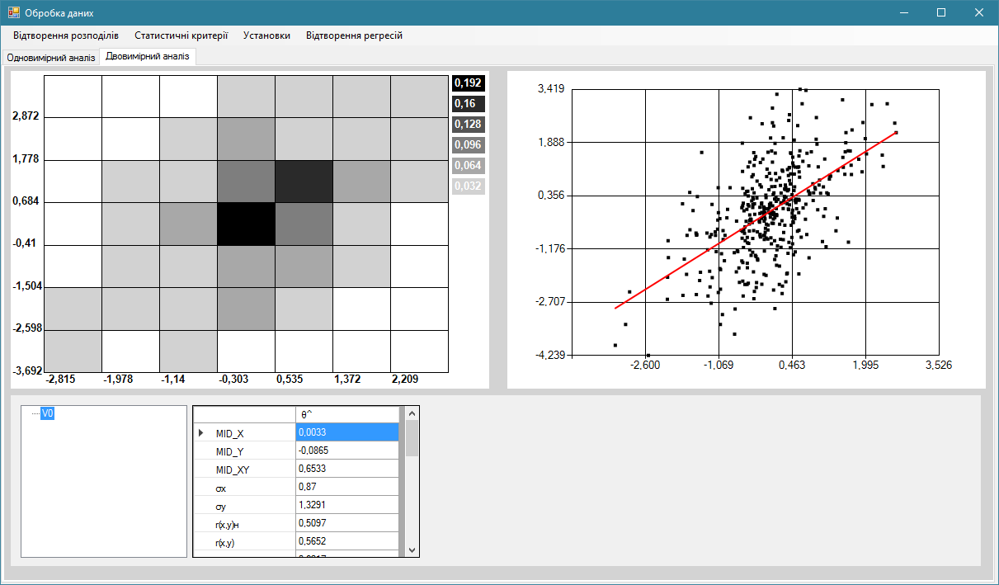 Обробка даних
Відтворення розподілів Статистичні критерії Установки Відтворення регресій
Одновимірний аналіз Двовимірний аналіз
0,192
0,16
0,128
0,096
0,064
0,032
2,872
1,778
0,684
-0,41
-1,504
-2,598
-3,692
-2,815 -1,978 -1,14 -0,303 0,535 1,372 2,209
3,419
1,888
0,356
-1,176
-2,707
-4,239
-2,600 -1,069 0,463 1,995 3,526
V0
θ^
MID_X 0,0033
MID_Y -0,0865
MID_XY 0,6533
σx 0,87
σy 1,3291
r(x,y)н 0,5097
r(x,y) 0,5652